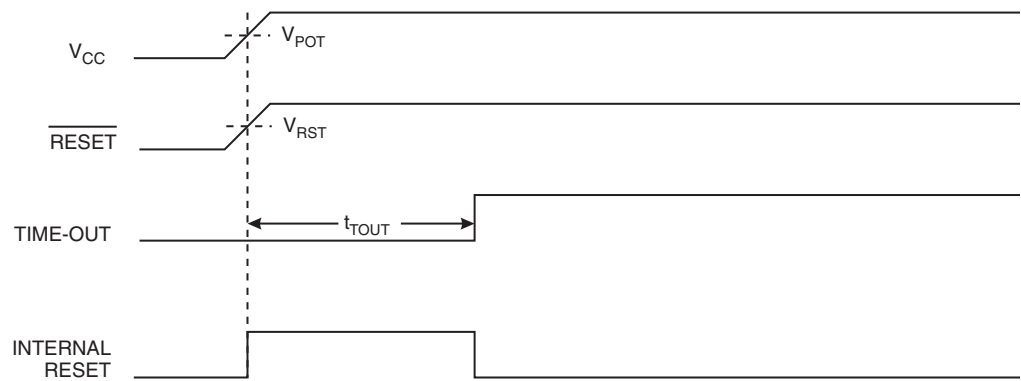 V_POT
V_CC
V_RST
RESET
t_TOUT
TIME-OUT
INTERNAL
RESET